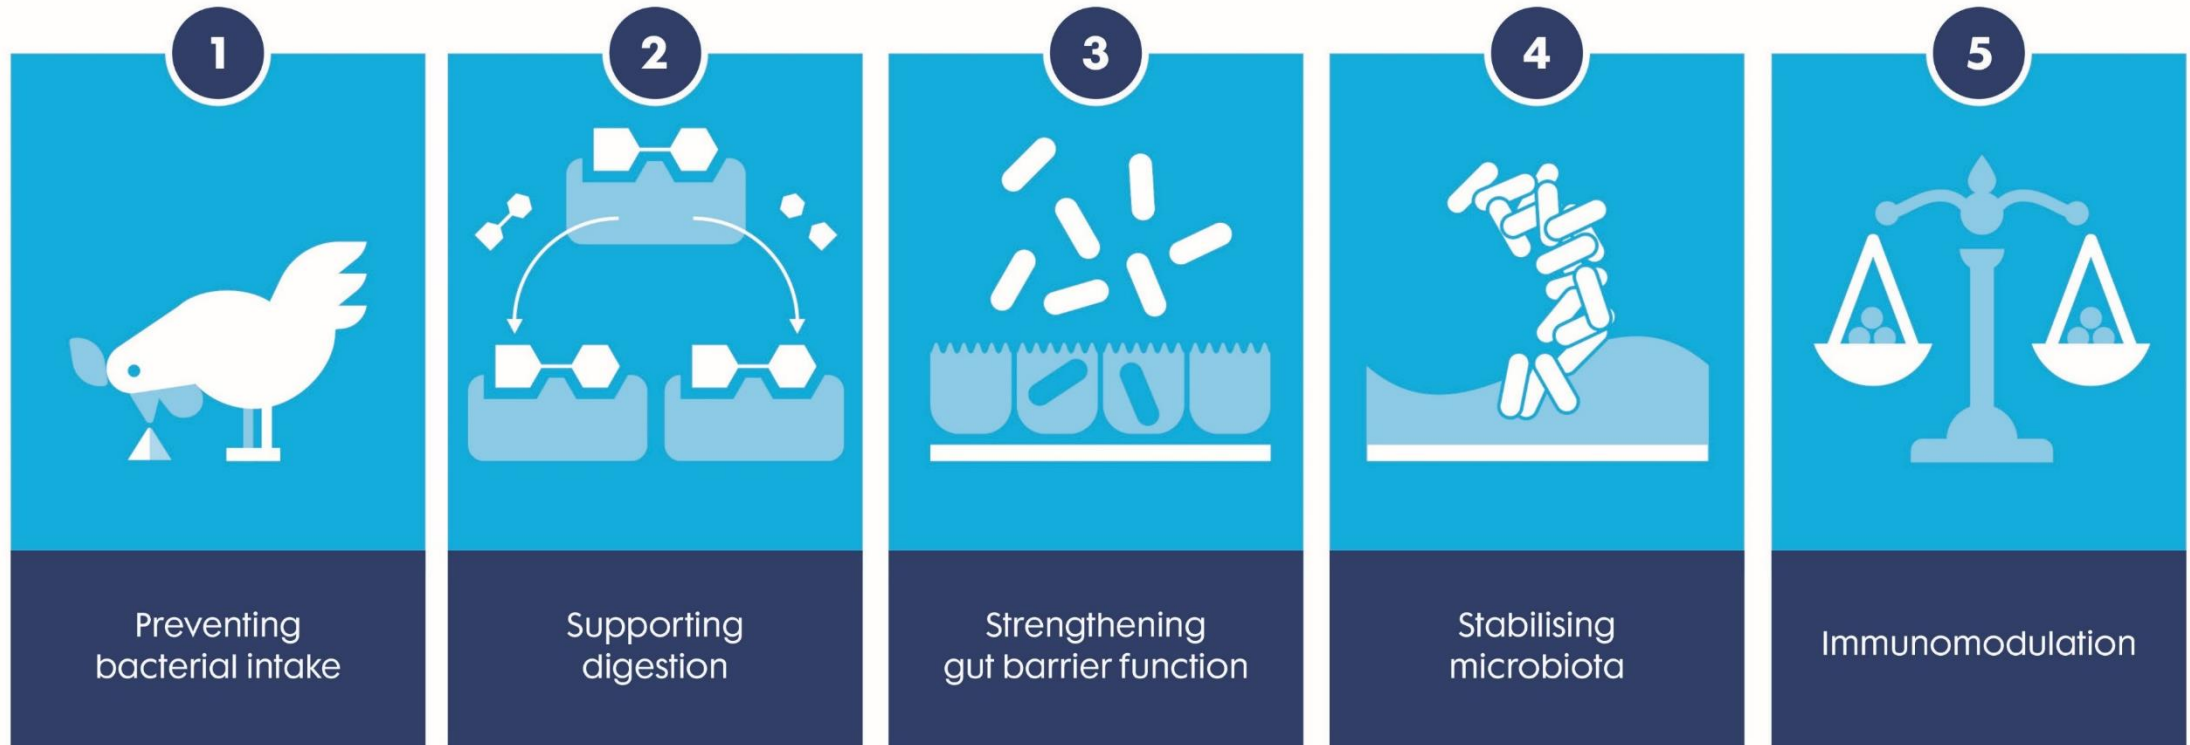 1
Preventing
bacterial intake
2
Supporting
digestion
3
Strengthening
gut barrier function
4
Stabilising
microbiota
5
Immunomodulation